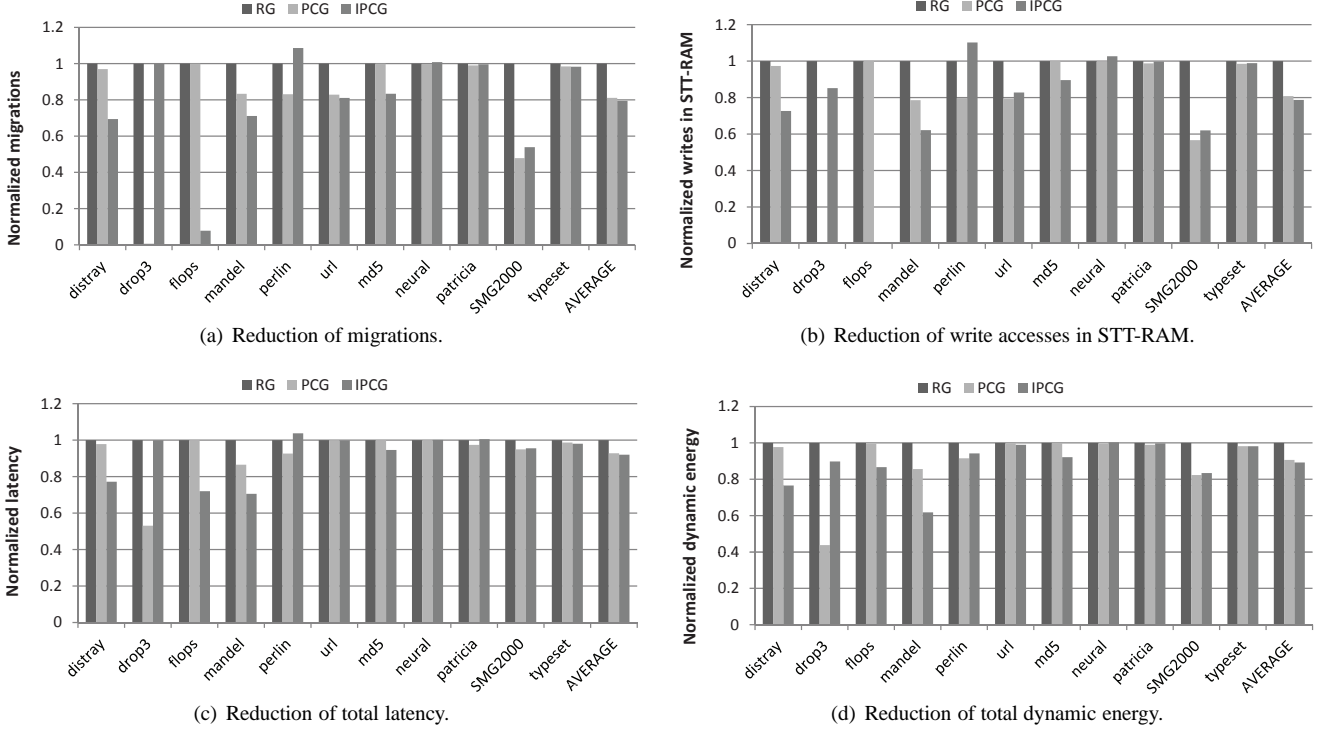 RG PCG IPCG
1.2
1
0.8
0.6
0.4
0.2
0
Normalized migrations
distray drop3 flops mandel perlin url md5 neural patricia SMG2000 typeset AVERAGE
(a) Reduction of migrations.
RG PCG IPCG
1.2
1
0.8
0.6
0.4
0.2
0
Normalized writes in STT-RAM
distray drop3 flops mandel perlin url md5 neural patricia SMG2000 typeset AVERAGE
(b) Reduction of write accesses in STT-RAM.
RG PCG IPCG
1.2
1
0.8
0.6
0.4
0.2
0
Normalized latency
distray drop3 flops mandel perlin url md5 neural patricia SMG2000 typeset AVERAGE
(c) Reduction of total latency.
RG PCG IPCG
1.2
1
0.8
0.6
0.4
0.2
0
Normalized dynamic energy
distray drop3 flops mandel perlin url md5 neural patricia SMG2000 typeset AVERAGE
(d) Reduction of total dynamic energy.